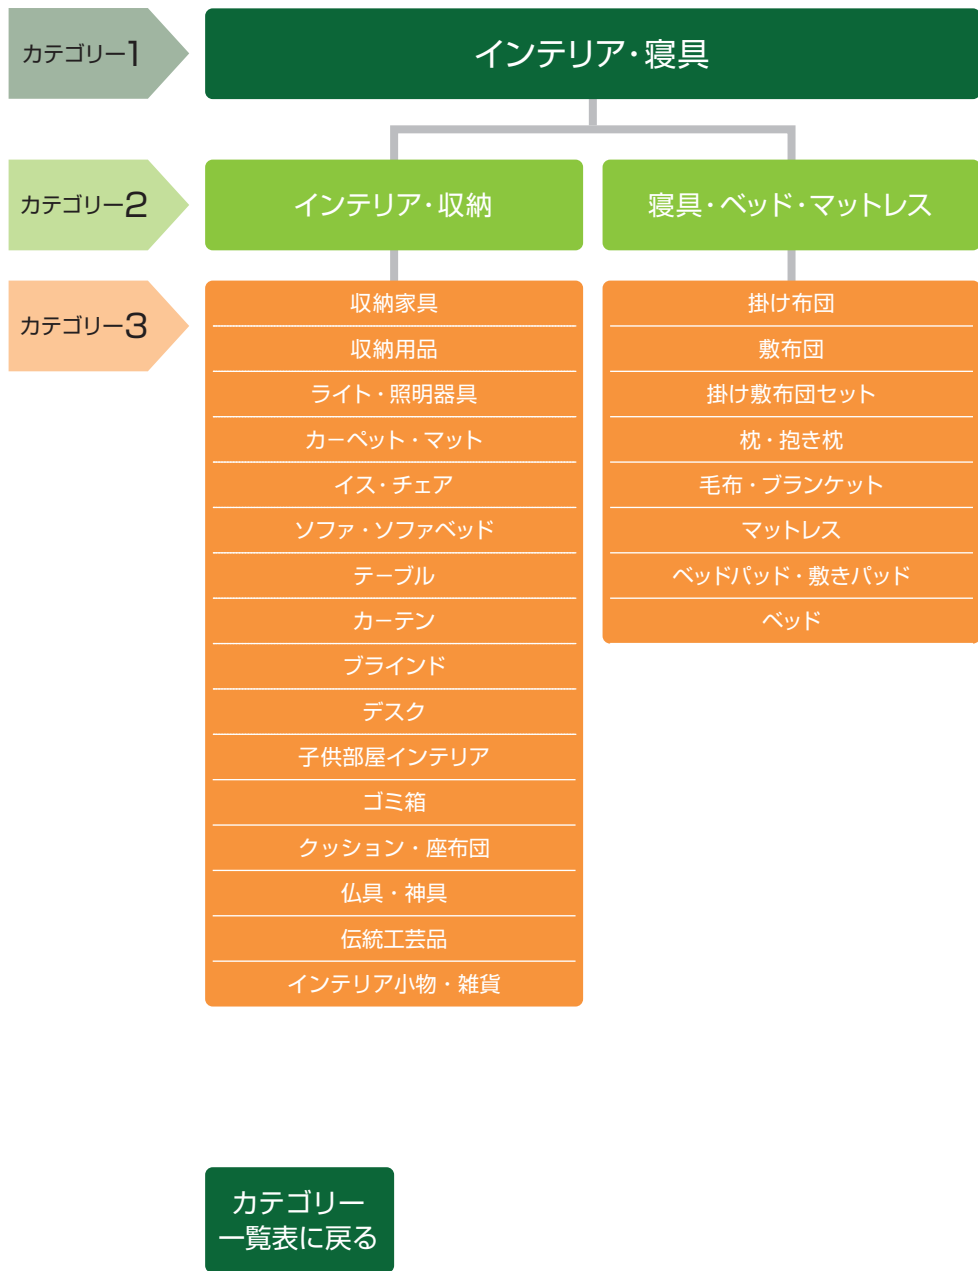 カテゴリー1
インテリア・寝具
カテゴリー2
インテリア・収納
寝具・ベッド・マットレス
カテゴリー3
収納家具
収納用品
ライト・照明器具
カーペット・マット
イス・チェア
ソファ・ソファベッド
テーブル
カーテン
ブラインド
デスク
子供部屋インテリア
ゴミ箱
クッション・座布団
仏具・神具
伝統工芸品
インテリア小物・雑貨
掛け布団
敷布団
掛け敷布団セット
枕・抱き枕
毛布・ブランケット
マットレス
ベッドパッド・敷きパッド
ベッド
カテゴリー
一覧表に戻る